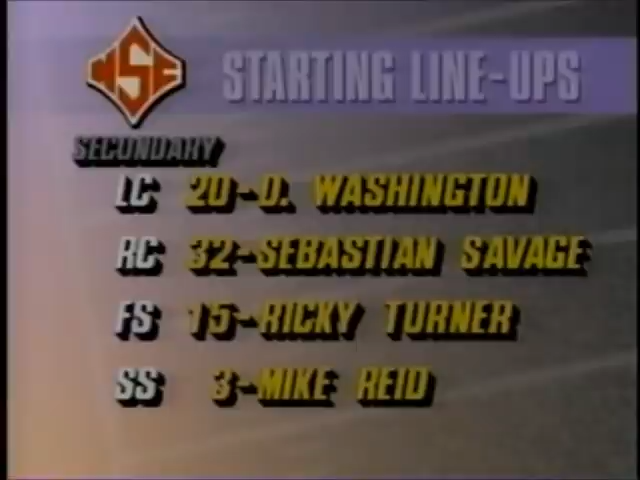 NSC
STARTING LINE-UPS
SECONDARY
LC 20-D. WASHINGTON
RC 32-SEBASTIAN SAVAGE
FS 15-RICKY TURNER
SS 3-MIKE REID